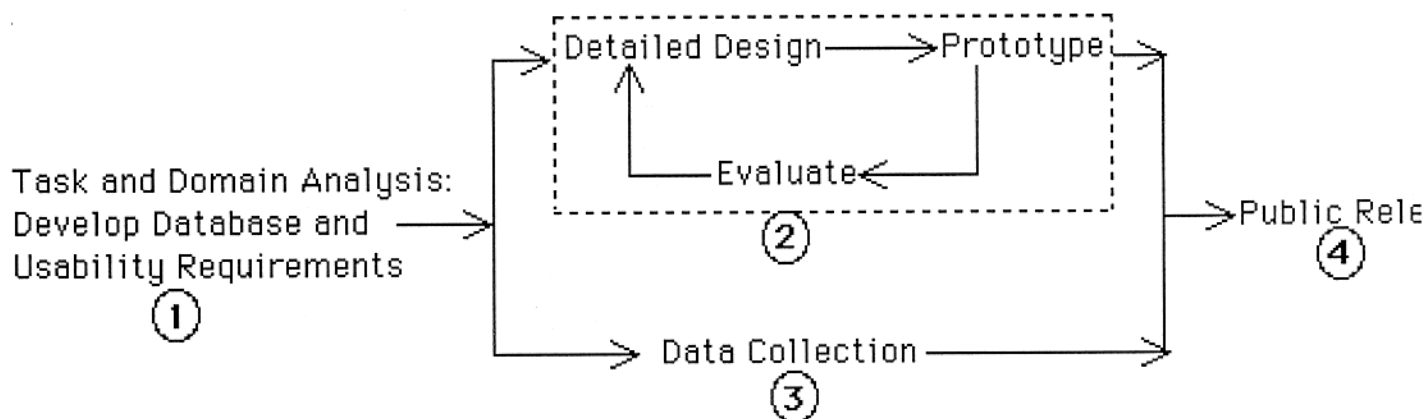 Detailed Design
Prototype
Evaluate
2
Task and Domain Analysis:
Develop Database and
Usability Requirements
1
Public Rele
4
Data Collection
3